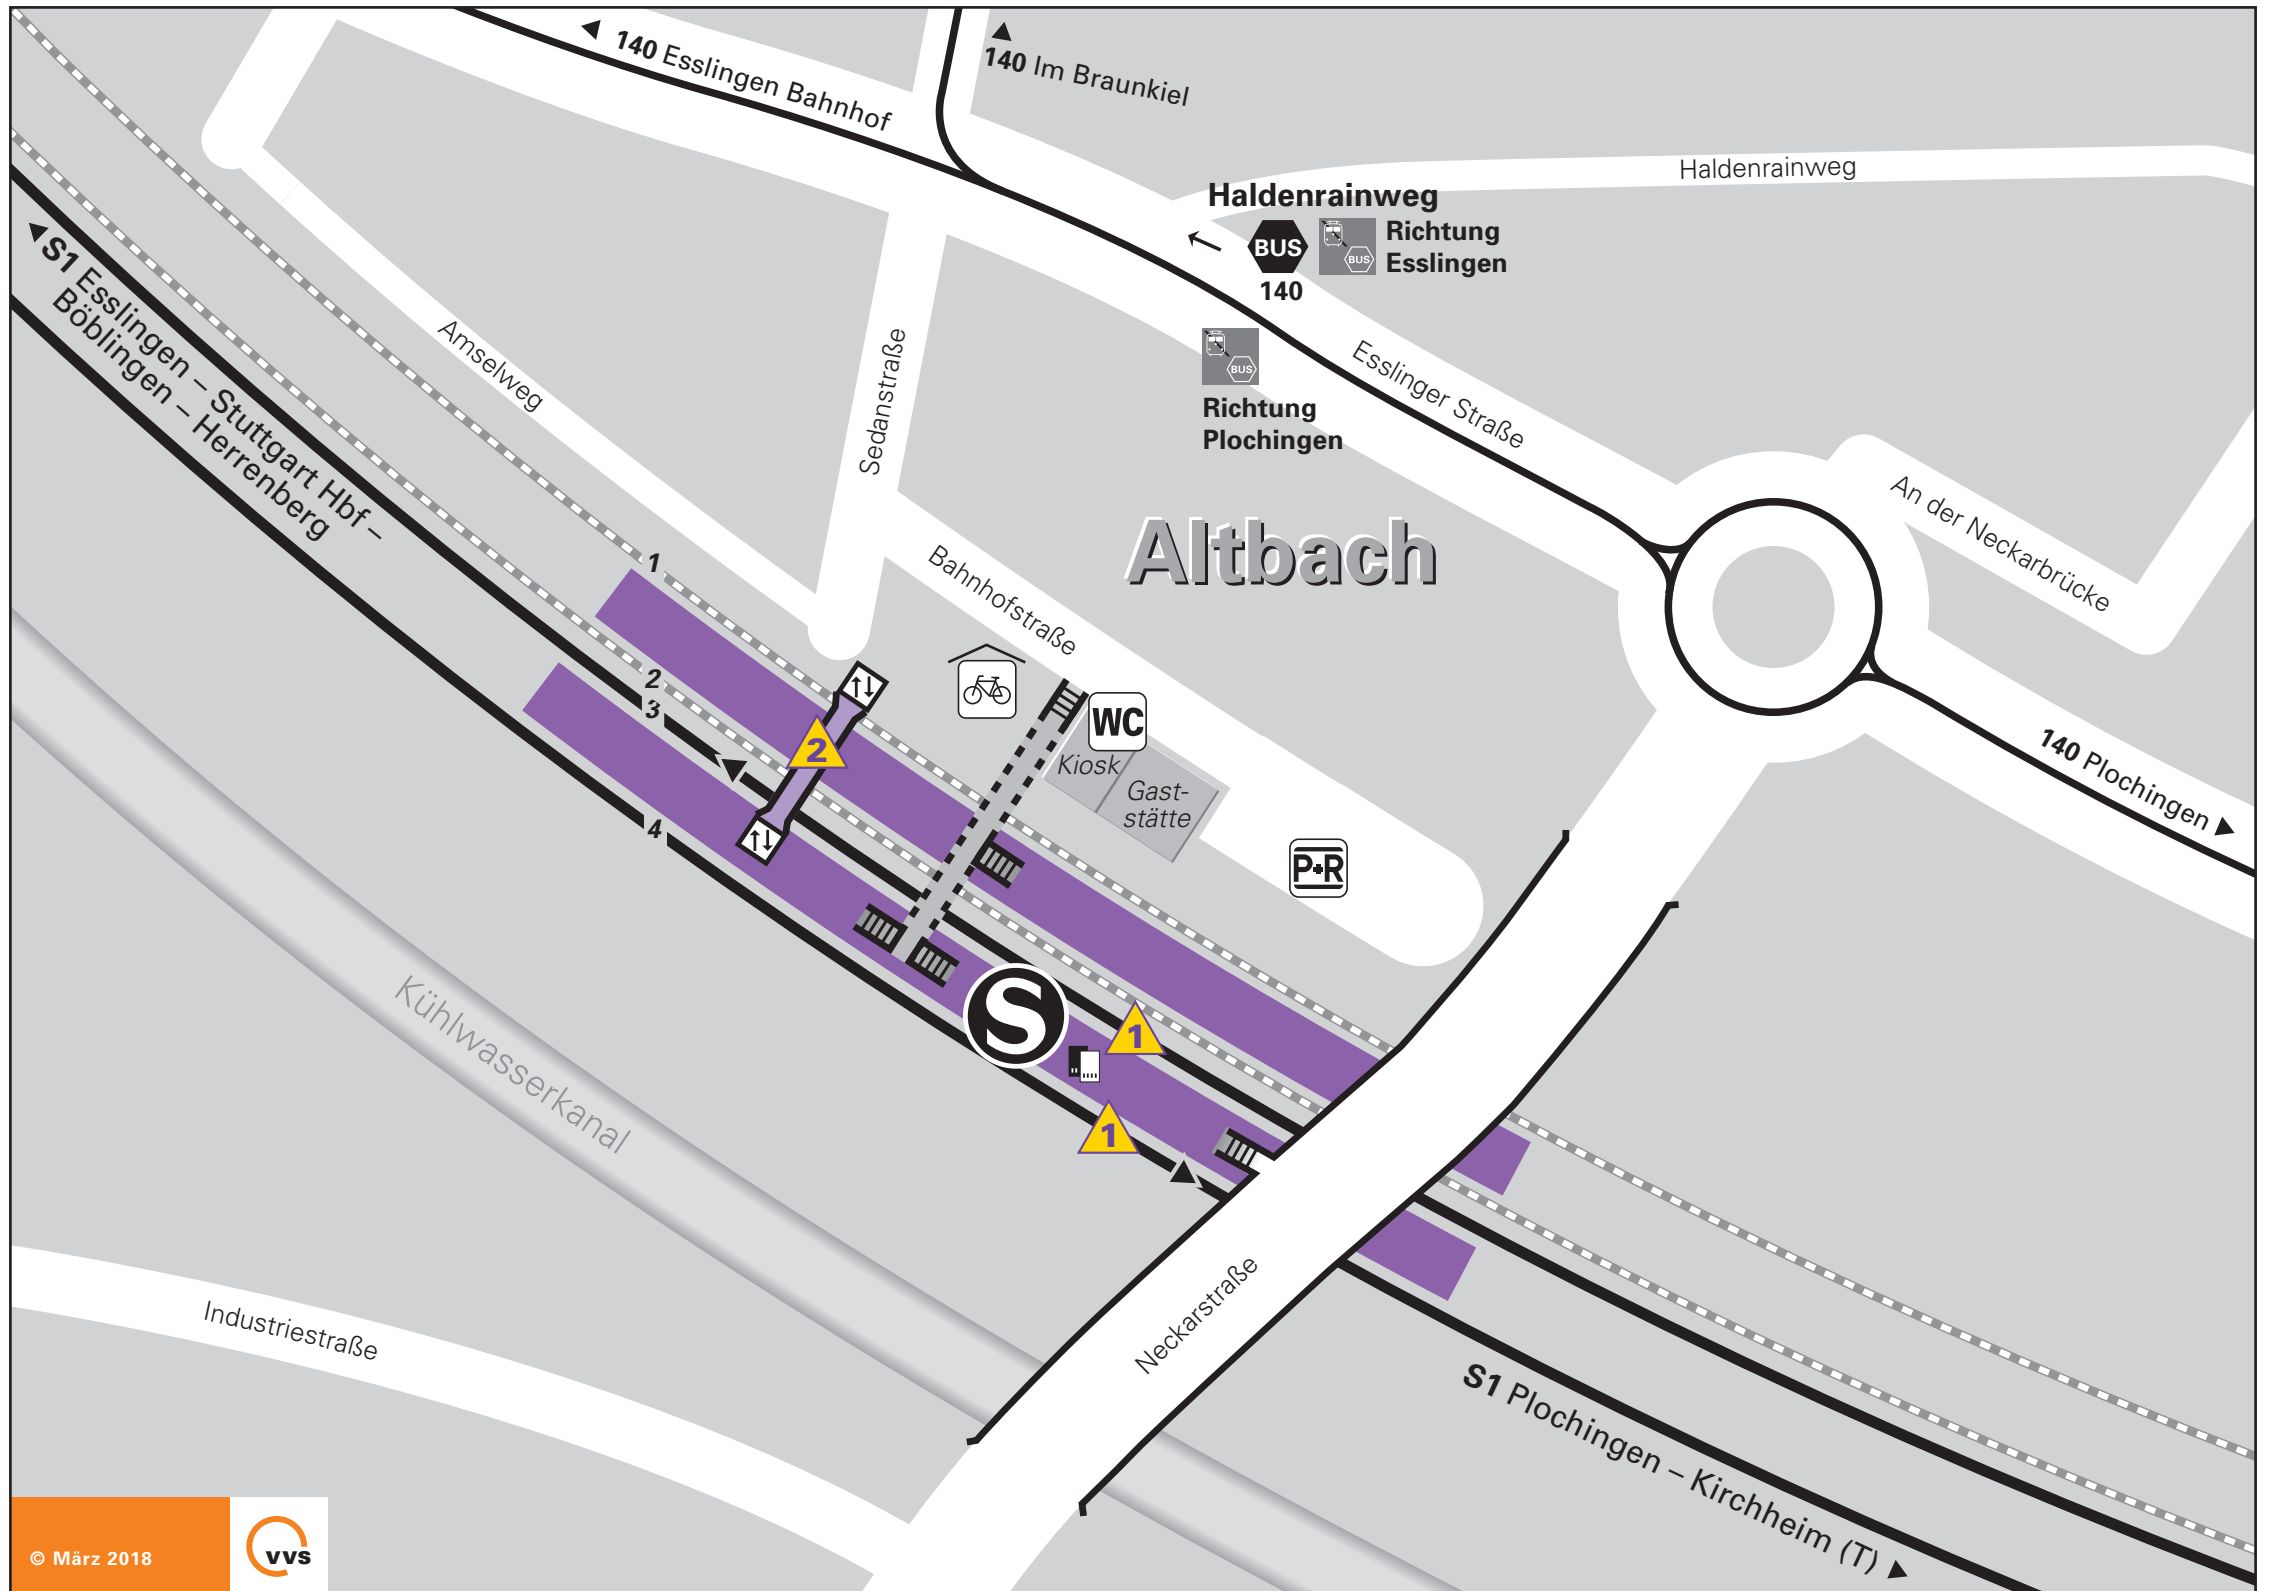 140 Esslingen Bahnhof
140 Im Braunkiel
Haldenrainweg
Haldenrainweg
BUS
140
BUS
Richtung
Esslingen
BUS
Richtung
Plochingen
Esslinger Straße
An der Neckarbrücke
140 Plochingen
S1 Esslingen – Stuttgart Hbf –
Böblingen – Herrenberg
Amselweg
Sedanstraße
Bahnhofstraße
Altbach
1
2
3
4
2
WC
Kiosk
Gast-
stätte
P+R
S
1
1
Kühlwasserkanal
Neckarstraße
Industriestraße
S1 Plochingen – Kirchheim (T)
© März 2018
vvs